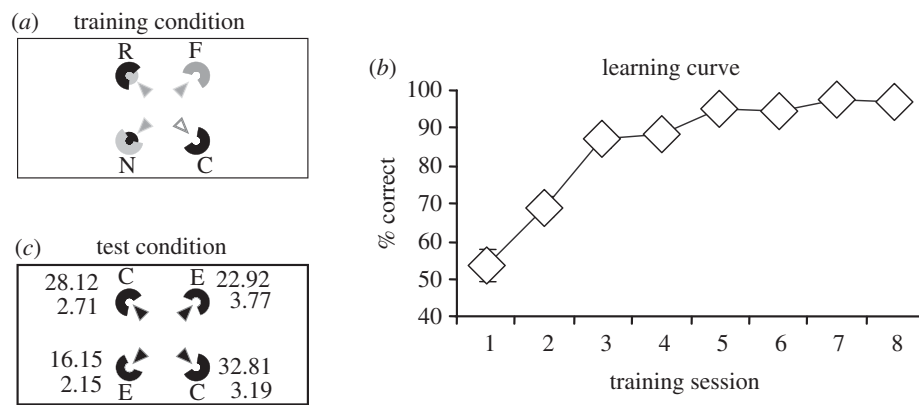 (a) training condition
R F
N C
(b) learning curve
100
90
80
70
60
50
40
% correct
1 2 3 4 5 6 7 8
training session
(c) test condition
28.12 C E 22.92
2.71 3.77
16.15 32.81
2.15 E C 3.19